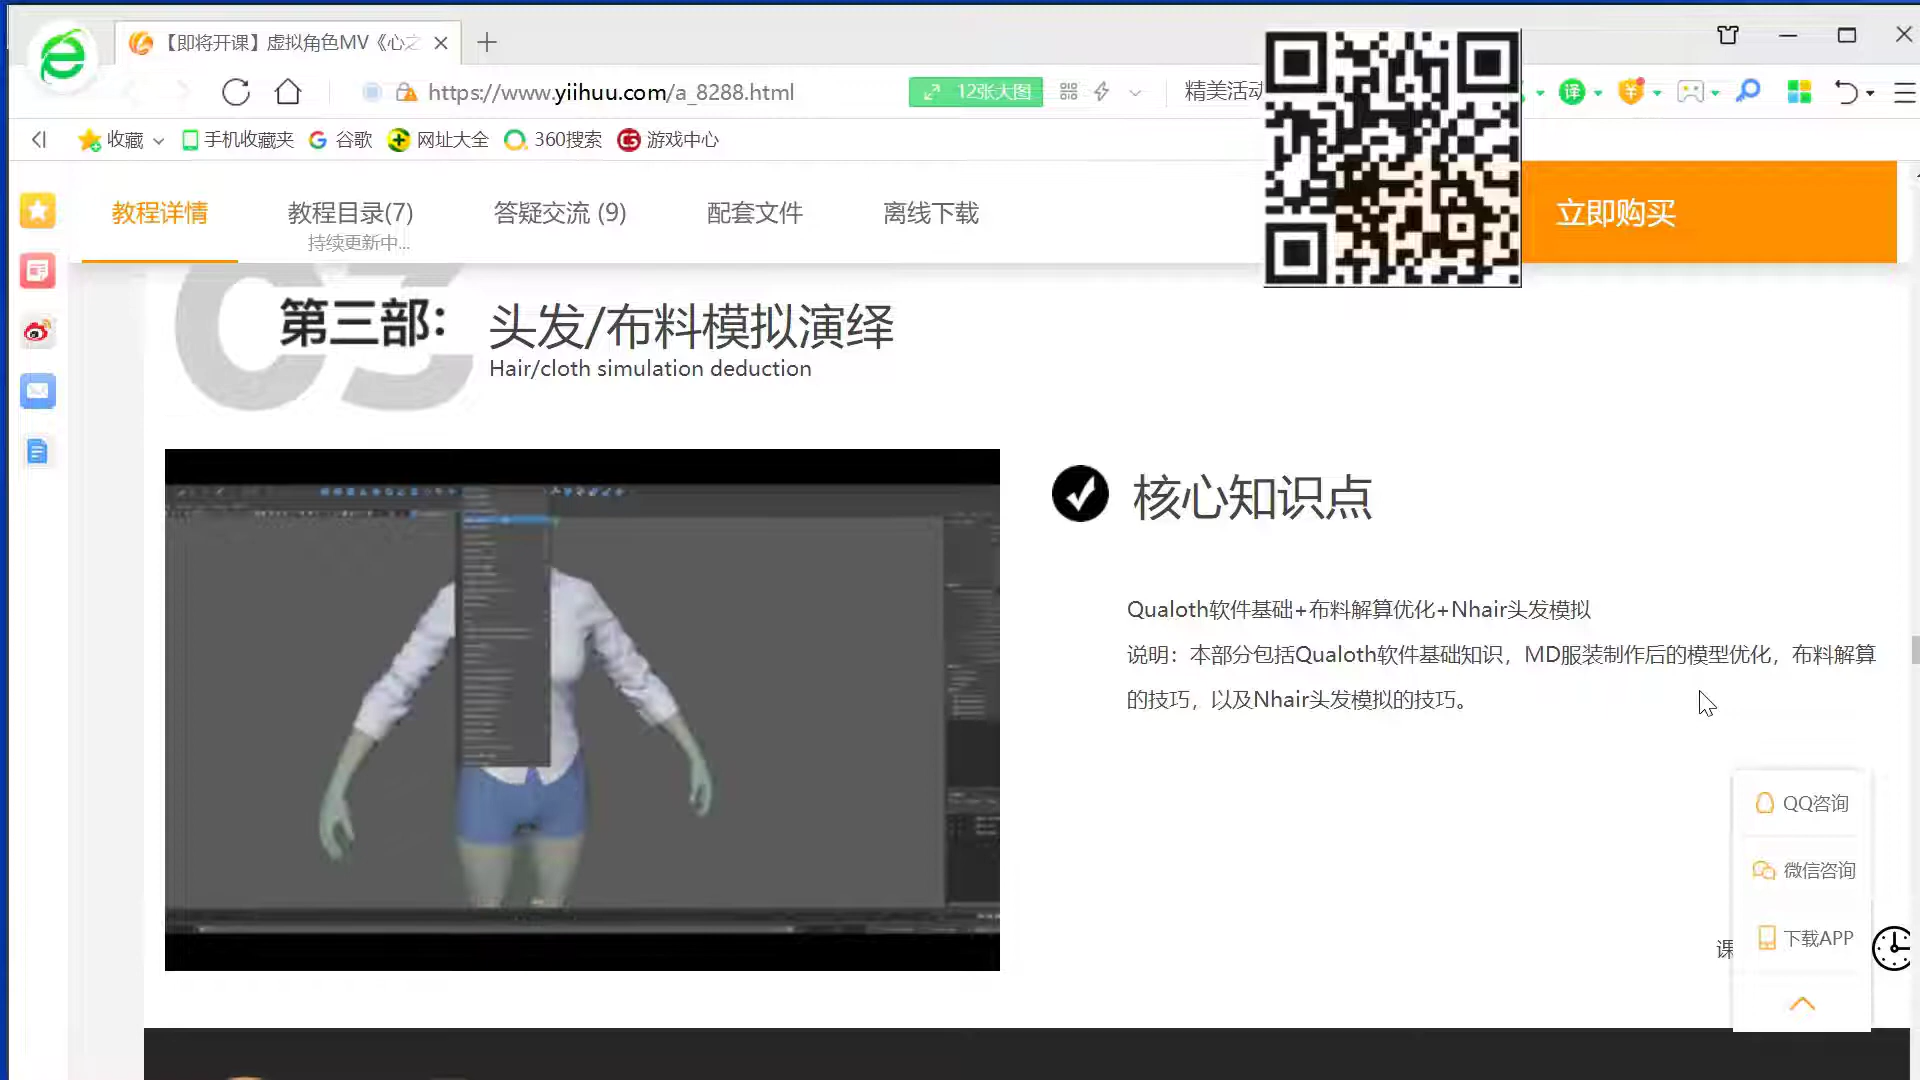 【即将开课】虚拟角色MV《心之
https://www.yiihuu.com/a_8288.html
12张大图
精美活动
译
收藏
手机收藏夹
谷歌
网址大全
360搜索
游戏中心
教程详情
教程目录(7)
持续更新中...
答疑交流 (9)
配套文件
离线下载
立即购买
03
第三部：
头发/布料模拟演绎
Hair/cloth simulation deduction
核心知识点
Qualoth软件基础+布料解算优化+Nhair头发模拟
说明：本部分包括Qualoth软件基础知识，MD服装制作后的模型优化，布料解算
的技巧，以及Nhair头发模拟的技巧。
QQ咨询
微信咨询
下载APP
课